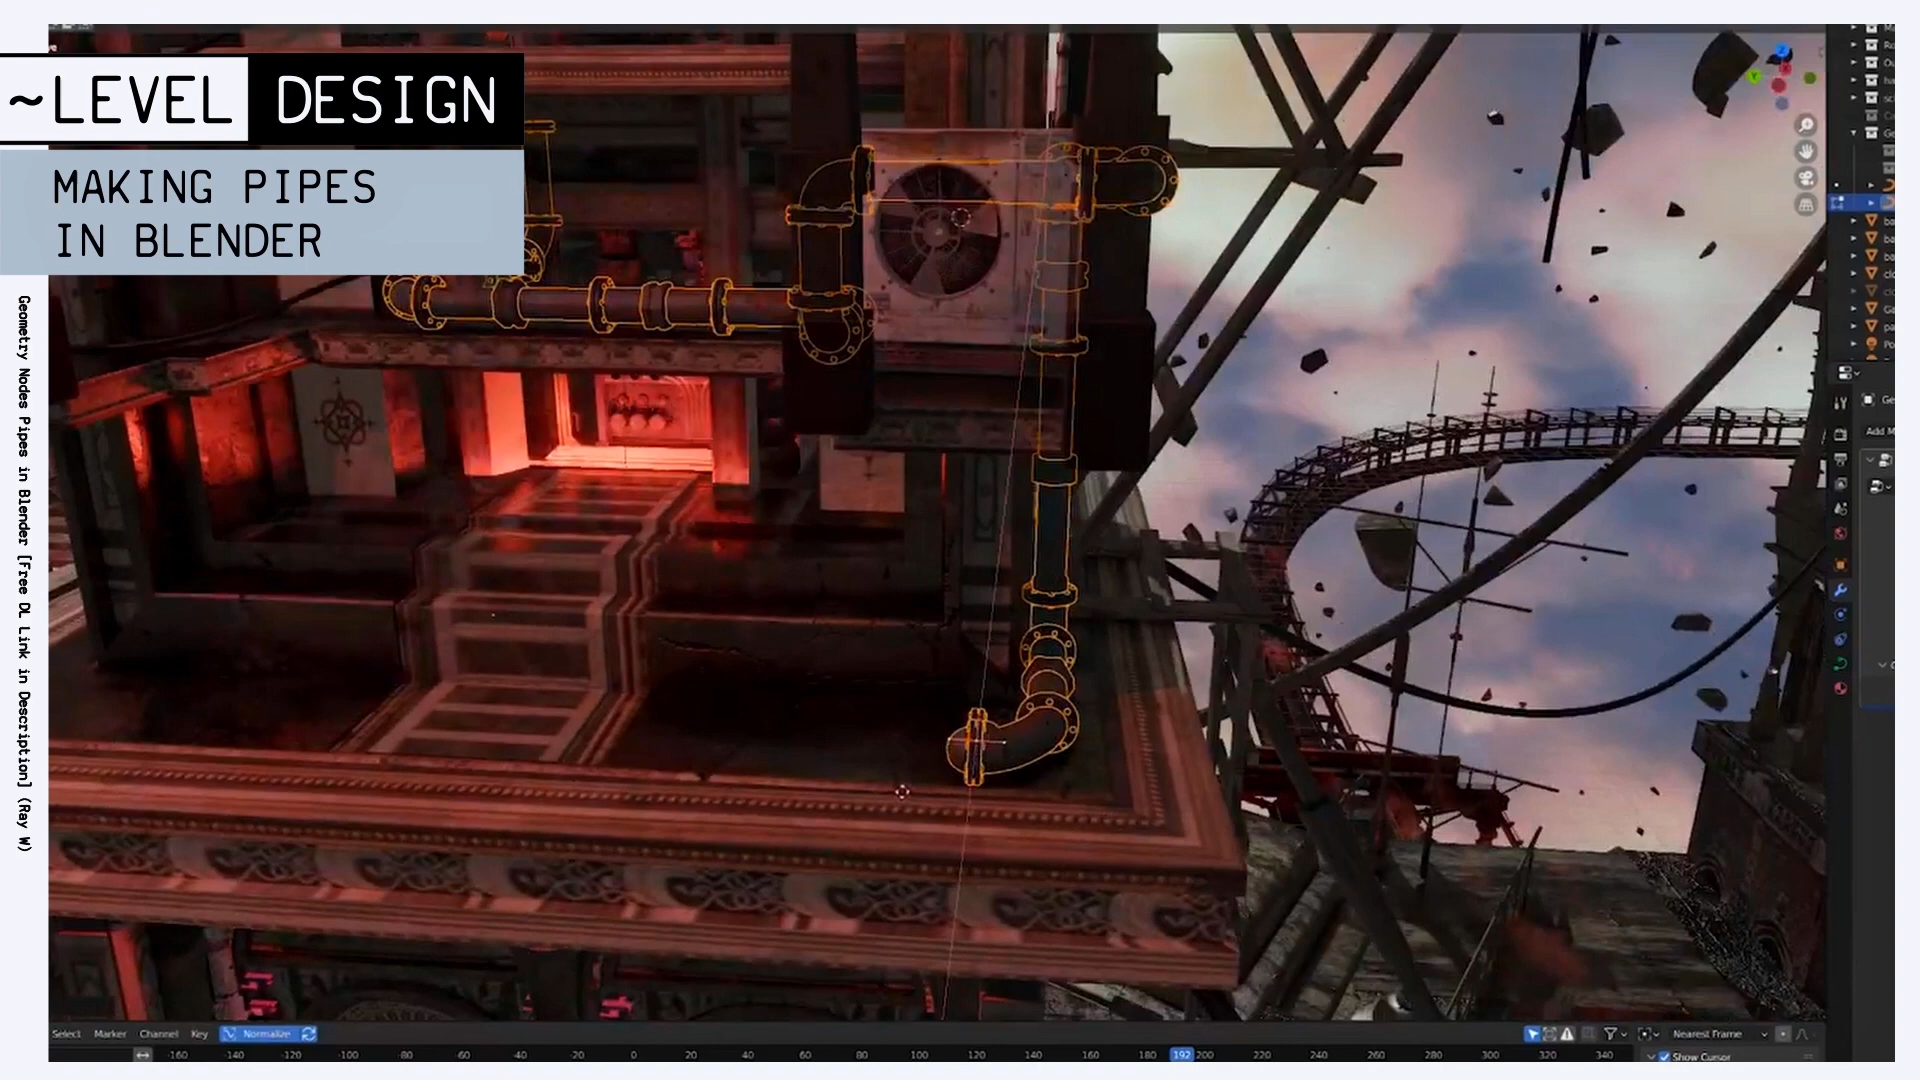 ~LEVEL DESIGN
MAKING PIPES
IN BLENDER
Geometry Nodes Pipes in Blender [Free DL Link in Description] (Ray W)
Add M
Select Marker Channel Key Normalize Nearest Frame
-160 -140 -120 -100 -80 -60 -40 -20 0 20 40 60 80 100 120 140 160 180 192 200 220 240 260 280 300 320 340
Show Cursor